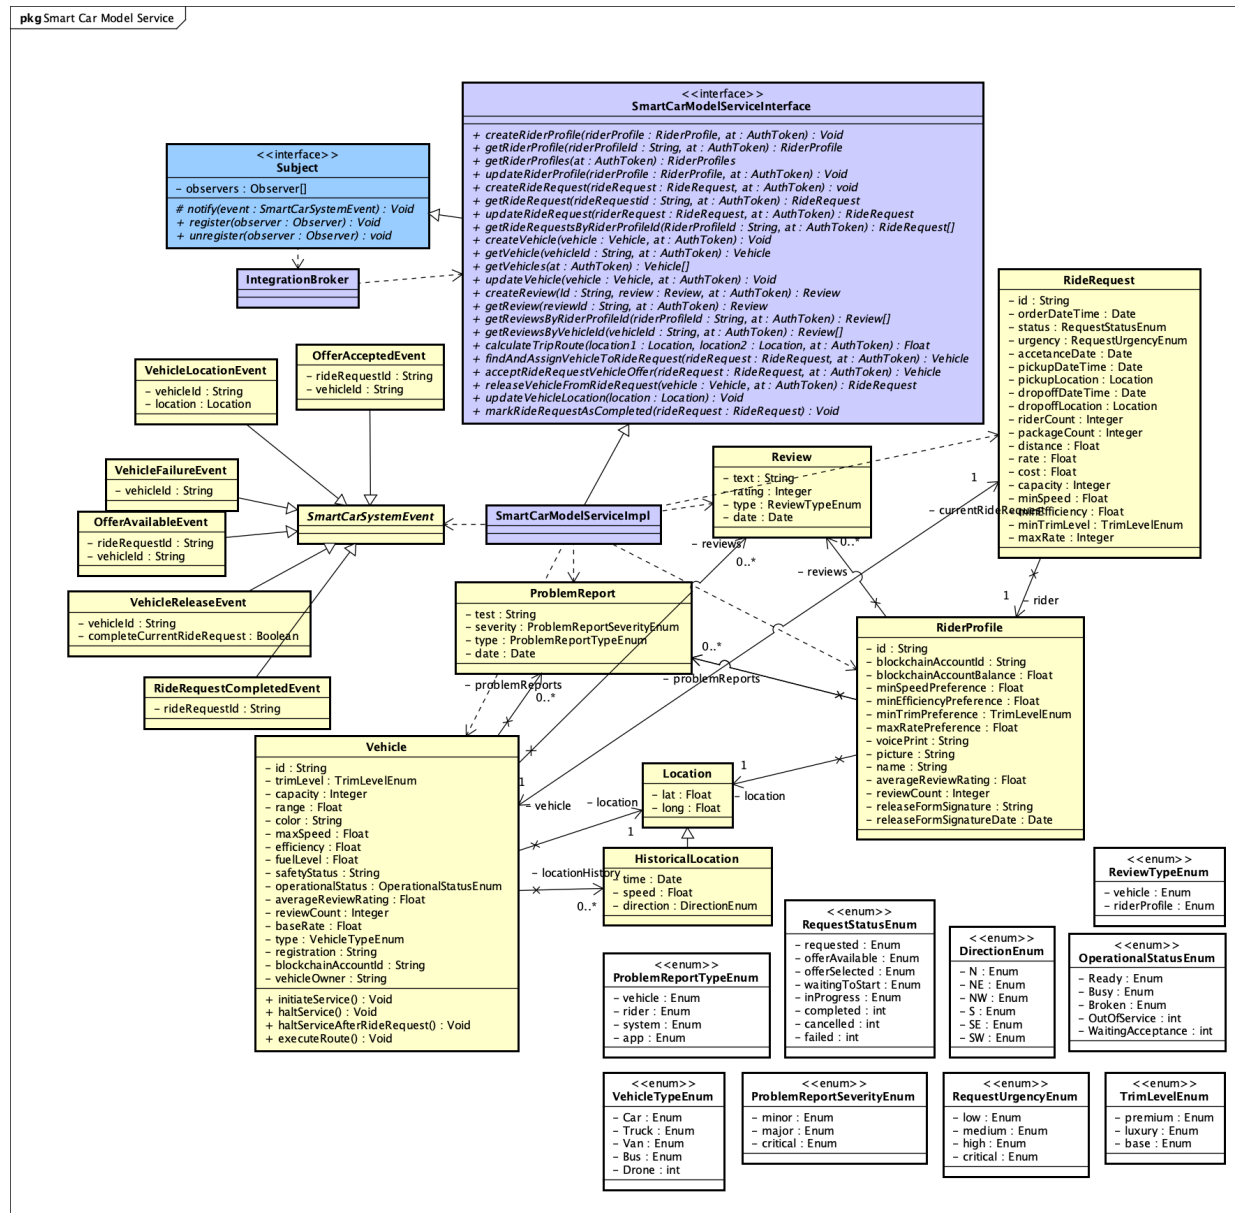 pkg Smart Car Model Service
<<interface>>
SmartCarModelServiceInterface
+ createRiderProfile(riderProfile : RiderProfile, at : AuthToken) : Void
+ getRiderProfile(riderProfileId : String, at : AuthToken) : RiderProfile
+ getRiderProfiles(at : AuthToken) : RiderProfiles
+ updateRiderProfile(riderProfile : RiderProfile, at : AuthToken) : Void
+ createRideRequest(rideRequest : RideRequest, at : AuthToken) : void
+ getRideRequest(rideRequestid : String, at : AuthToken) : RideRequest
+ updateRideRequest(riderRequest : RideRequest, at : AuthToken) : RideRequest
+ getRideRequestsByRiderProfileId(RiderProfileId : String, at : AuthToken) : RideRequest[]
+ createVehicle(vehicle : Vehicle, at : AuthToken) : Void
+ getVehicle(vehicleId : String, at : AuthToken) : Vehicle
+ getVehicles(at : AuthToken) : Vehicle[]
+ updateVehicle(vehicle : Vehicle, at : AuthToken) : Void
+ createReview(Id : String, review : Review, at : AuthToken) : Review
+ getReview(reviewId : String, at : AuthToken) : Review
+ getReviewsByRiderProfileId(riderProfileId : String, at : AuthToken) : Review[]
+ getReviewsByVehicleId(vehicleId : String, at : AuthToken) : Review[]
+ calculateTripRoute(location1 : Location, location2 : Location, at : AuthToken) : Float
+ findAndAssignVehicleToRideRequest(rideRequest : RideRequest, at : AuthToken) : Vehicle
+ acceptRideRequestVehicleOffer(rideRequest : RideRequest, at : AuthToken) : Vehicle
+ releaseVehicleFromRideRequest(vehicle : Vehicle, at : AuthToken) : RideRequest
+ updateVehicleLocation(location : Location) : Void
+ markRideRequestAsCompleted(rideRequest : RideRequest) : Void
<<interface>>
Subject
– observers : Observer[]
# notify(event : SmartCarSystemEvent) : Void
+ register(observer : Observer) : Void
+ unregister(observer : Observer) : void
IntegrationBroker
RideRequest
– id : String
– orderDateTime : Date
– status : RequestStatusEnum
– urgency : RequestUrgencyEnum
– accetanceDate : Date
– pickupDateTime : Date
– pickupLocation : Location
– dropoffDateTime : Date
– dropoffLocation : Location
– riderCount : Integer
– packageCount : Integer
– distance : Float
– rate : Float
– cost : Float
– capacity : Integer
– minSpeed : Float
– minEfficiency : Float
– minTrimLevel : TrimLevelEnum
– maxRate : Integer
OfferAcceptedEvent
– rideRequestId : String
– vehicleId : String
VehicleLocationEvent
– vehicleId : String
– location : Location
VehicleFailureEvent
– vehicleId : String
OfferAvailableEvent
– rideRequestId : String
– vehicleId : String
SmartCarSystemEvent
SmartCarModelServiceImpl
Review
– text : String
– rating : Integer
– type : ReviewTypeEnum
– date : Date
1
– currentRideRequest
– reviews
0..*
0..*
– reviews
VehicleReleaseEvent
– vehicleId : String
– completeCurrentRideRequest : Boolean
RideRequestCompletedEvent
– rideRequestId : String
ProblemReport
– test : String
– severity : ProblemReportSeverityEnum
– type : ProblemReportTypeEnum
– date : Date
1
– rider
0..*
– problemReports
– problemReports
0..*
RiderProfile
– id : String
– blockchainAccountId : String
– blockchainAccountBalance : Float
– minSpeedPreference : Float
– minEfficiencyPreference : Float
– minTrimPreference : TrimLevelEnum
– maxRatePreference : Float
– voicePrint : String
– picture : String
– name : String
– averageReviewRating : Float
– reviewCount : Integer
– releaseFormSignature : String
– releaseFormSignatureDate : Date
Vehicle
– id : String
– trimLevel : TrimLevelEnum
– capacity : Integer
– range : Float
– color : String
– maxSpeed : Float
– efficiency : Float
– fuelLevel : Float
– safetyStatus : String
– operationalStatus : OperationalStatusEnum
– averageReviewRating : Float
– reviewCount : Integer
– baseRate : Float
– type : VehicleTypeEnum
– registration : String
– blockchainAccountId : String
– vehicleOwner : String
+ initiateService() : Void
+ haltService() : Void
+ haltServiceAfterRideRequest() : Void
+ executeRoute() : Void
1
– vehicle
– location
1
Location
– lat : Float
– long : Float
1
– location
– locationHistory
0..*
HistoricalLocation
– time : Date
– speed : Float
– direction : DirectionEnum
<<enum>>
ReviewTypeEnum
– vehicle : Enum
– riderProfile : Enum
<<enum>>
RequestStatusEnum
– requested : Enum
– offerAvailable : Enum
– offerSelected : Enum
– waitingToStart : Enum
– inProgress : Enum
– completed : int
– cancelled : int
– failed : int
<<enum>>
DirectionEnum
– N : Enum
– NE : Enum
– NW : Enum
– S : Enum
– SE : Enum
– SW : Enum
<<enum>>
OperationalStatusEnum
– Ready : Enum
– Busy : Enum
– Broken : Enum
– OutOfService : int
– WaitingAcceptance : int
<<enum>>
ProblemReportTypeEnum
– vehicle : Enum
– rider : Enum
– system : Enum
– app : Enum
<<enum>>
VehicleTypeEnum
– Car : Enum
– Truck : Enum
– Van : Enum
– Bus : Enum
– Drone : int
<<enum>>
ProblemReportSeverityEnum
– minor : Enum
– major : Enum
– critical : Enum
<<enum>>
RequestUrgencyEnum
– low : Enum
– medium : Enum
– high : Enum
– critical : Enum
<<enum>>
TrimLevelEnum
– premium : Enum
– luxury : Enum
– base : Enum